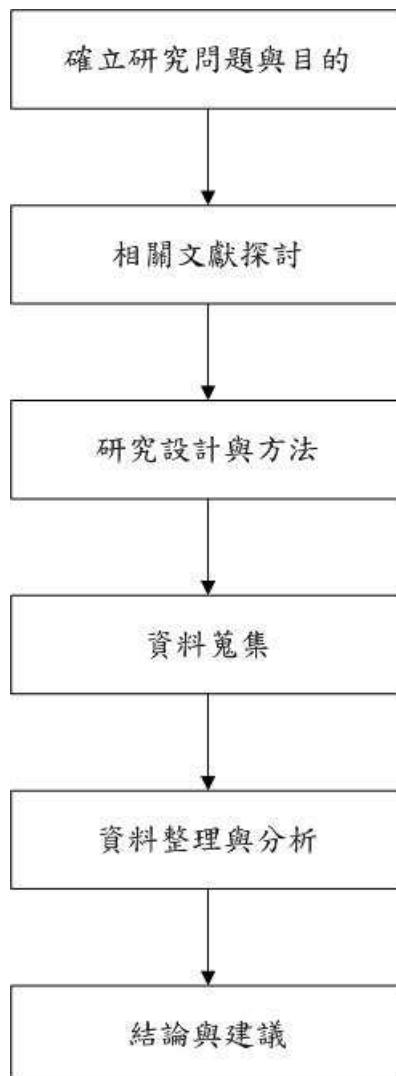 確立研究問題與目的
相關文獻探討
研究設計與方法
資料蒐集
資料整理與分析
結論與建議